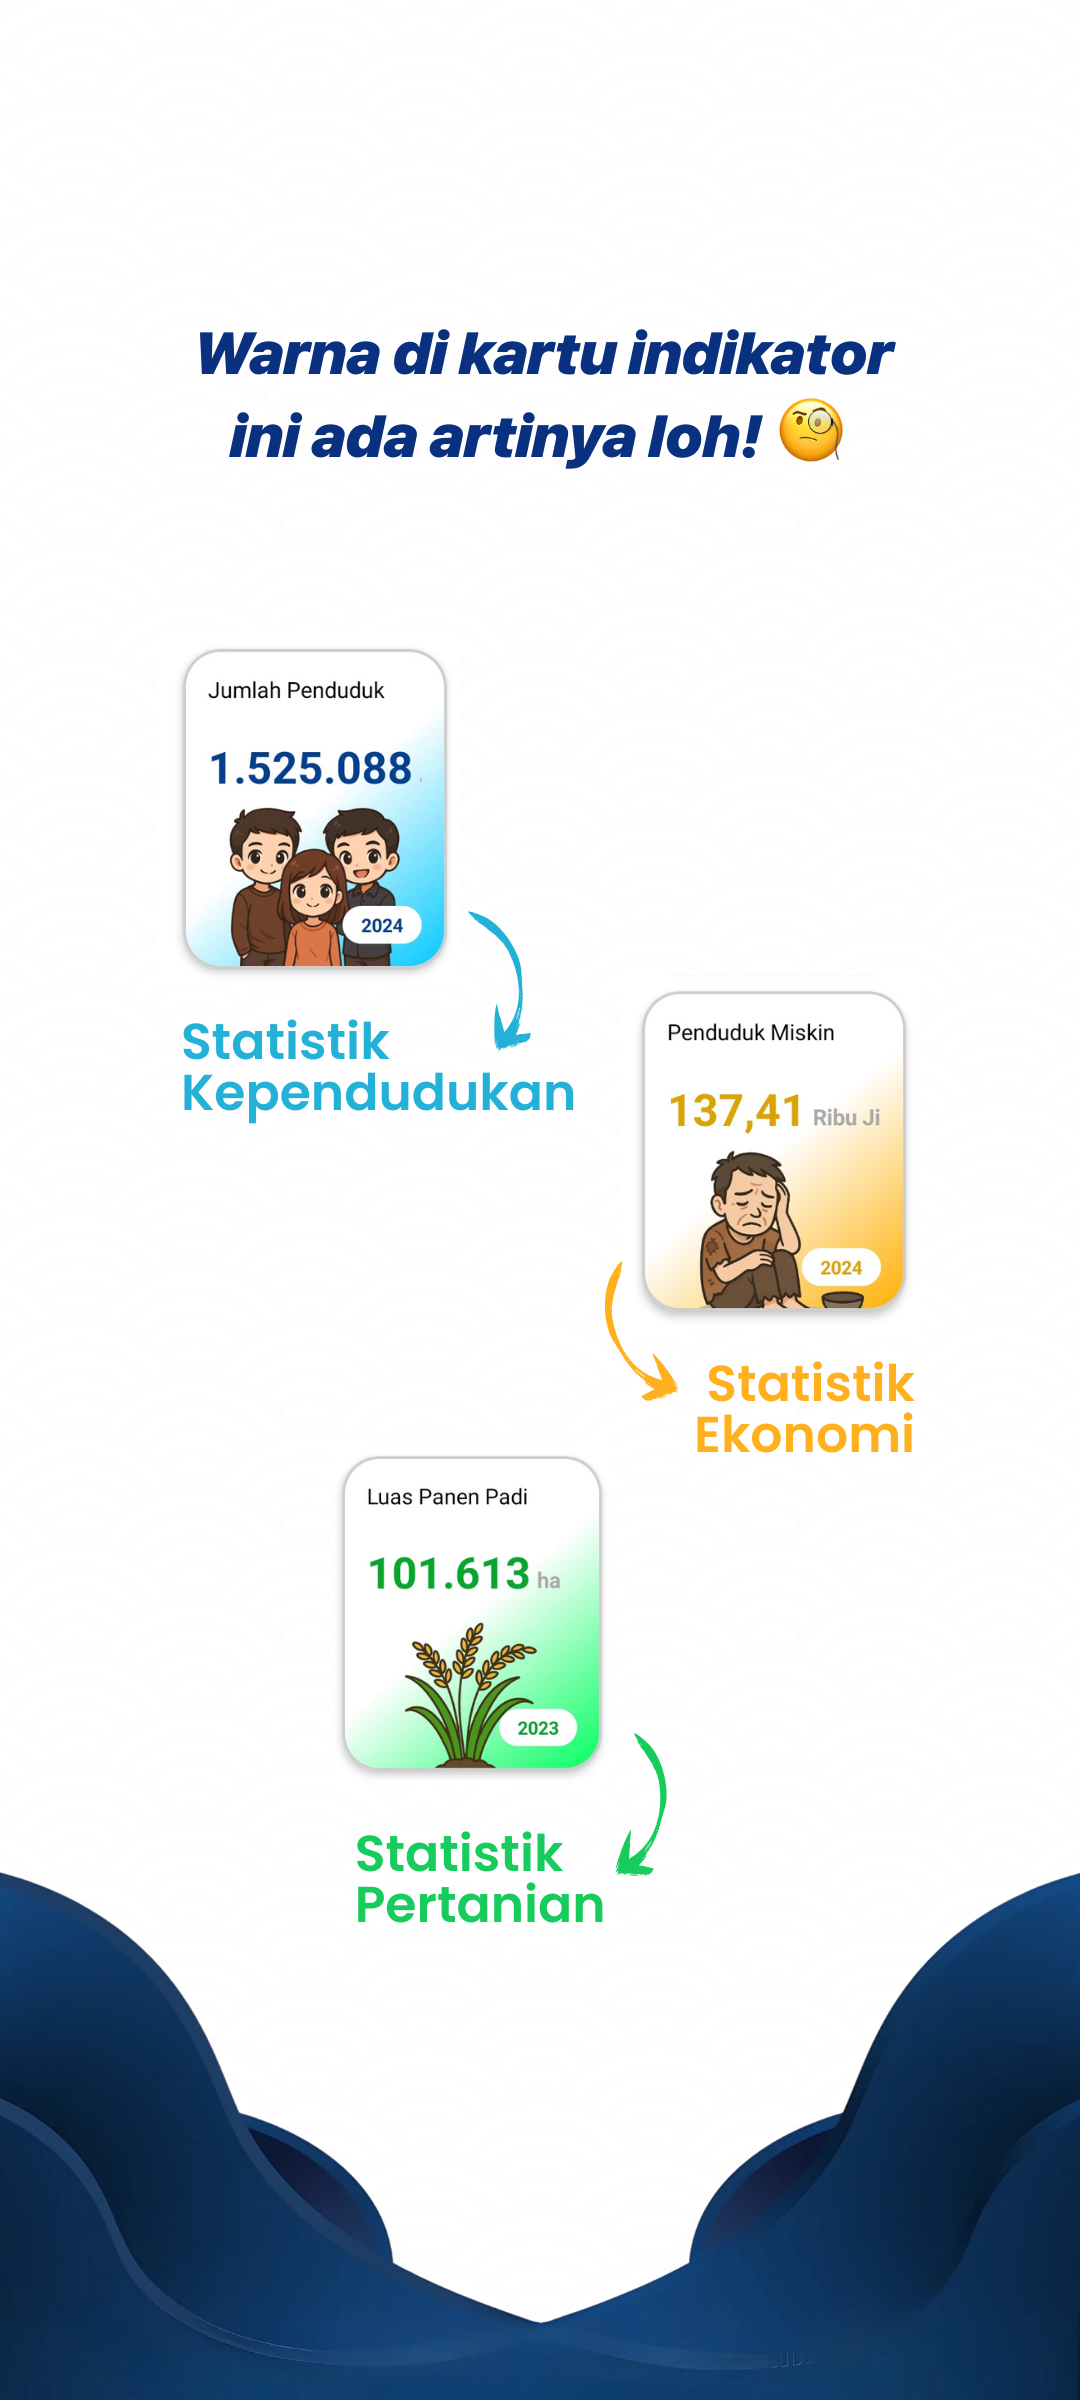 Warna di kartu indikator
ini ada artinya loh! 🧐
Jumlah Penduduk
1.525.088
2024
Statistik
Kependudukan
Penduduk Miskin
137,41 Ribu Ji
2024
Statistik
Ekonomi
Luas Panen Padi
101.613 ha
2023
Statistik
Pertanian